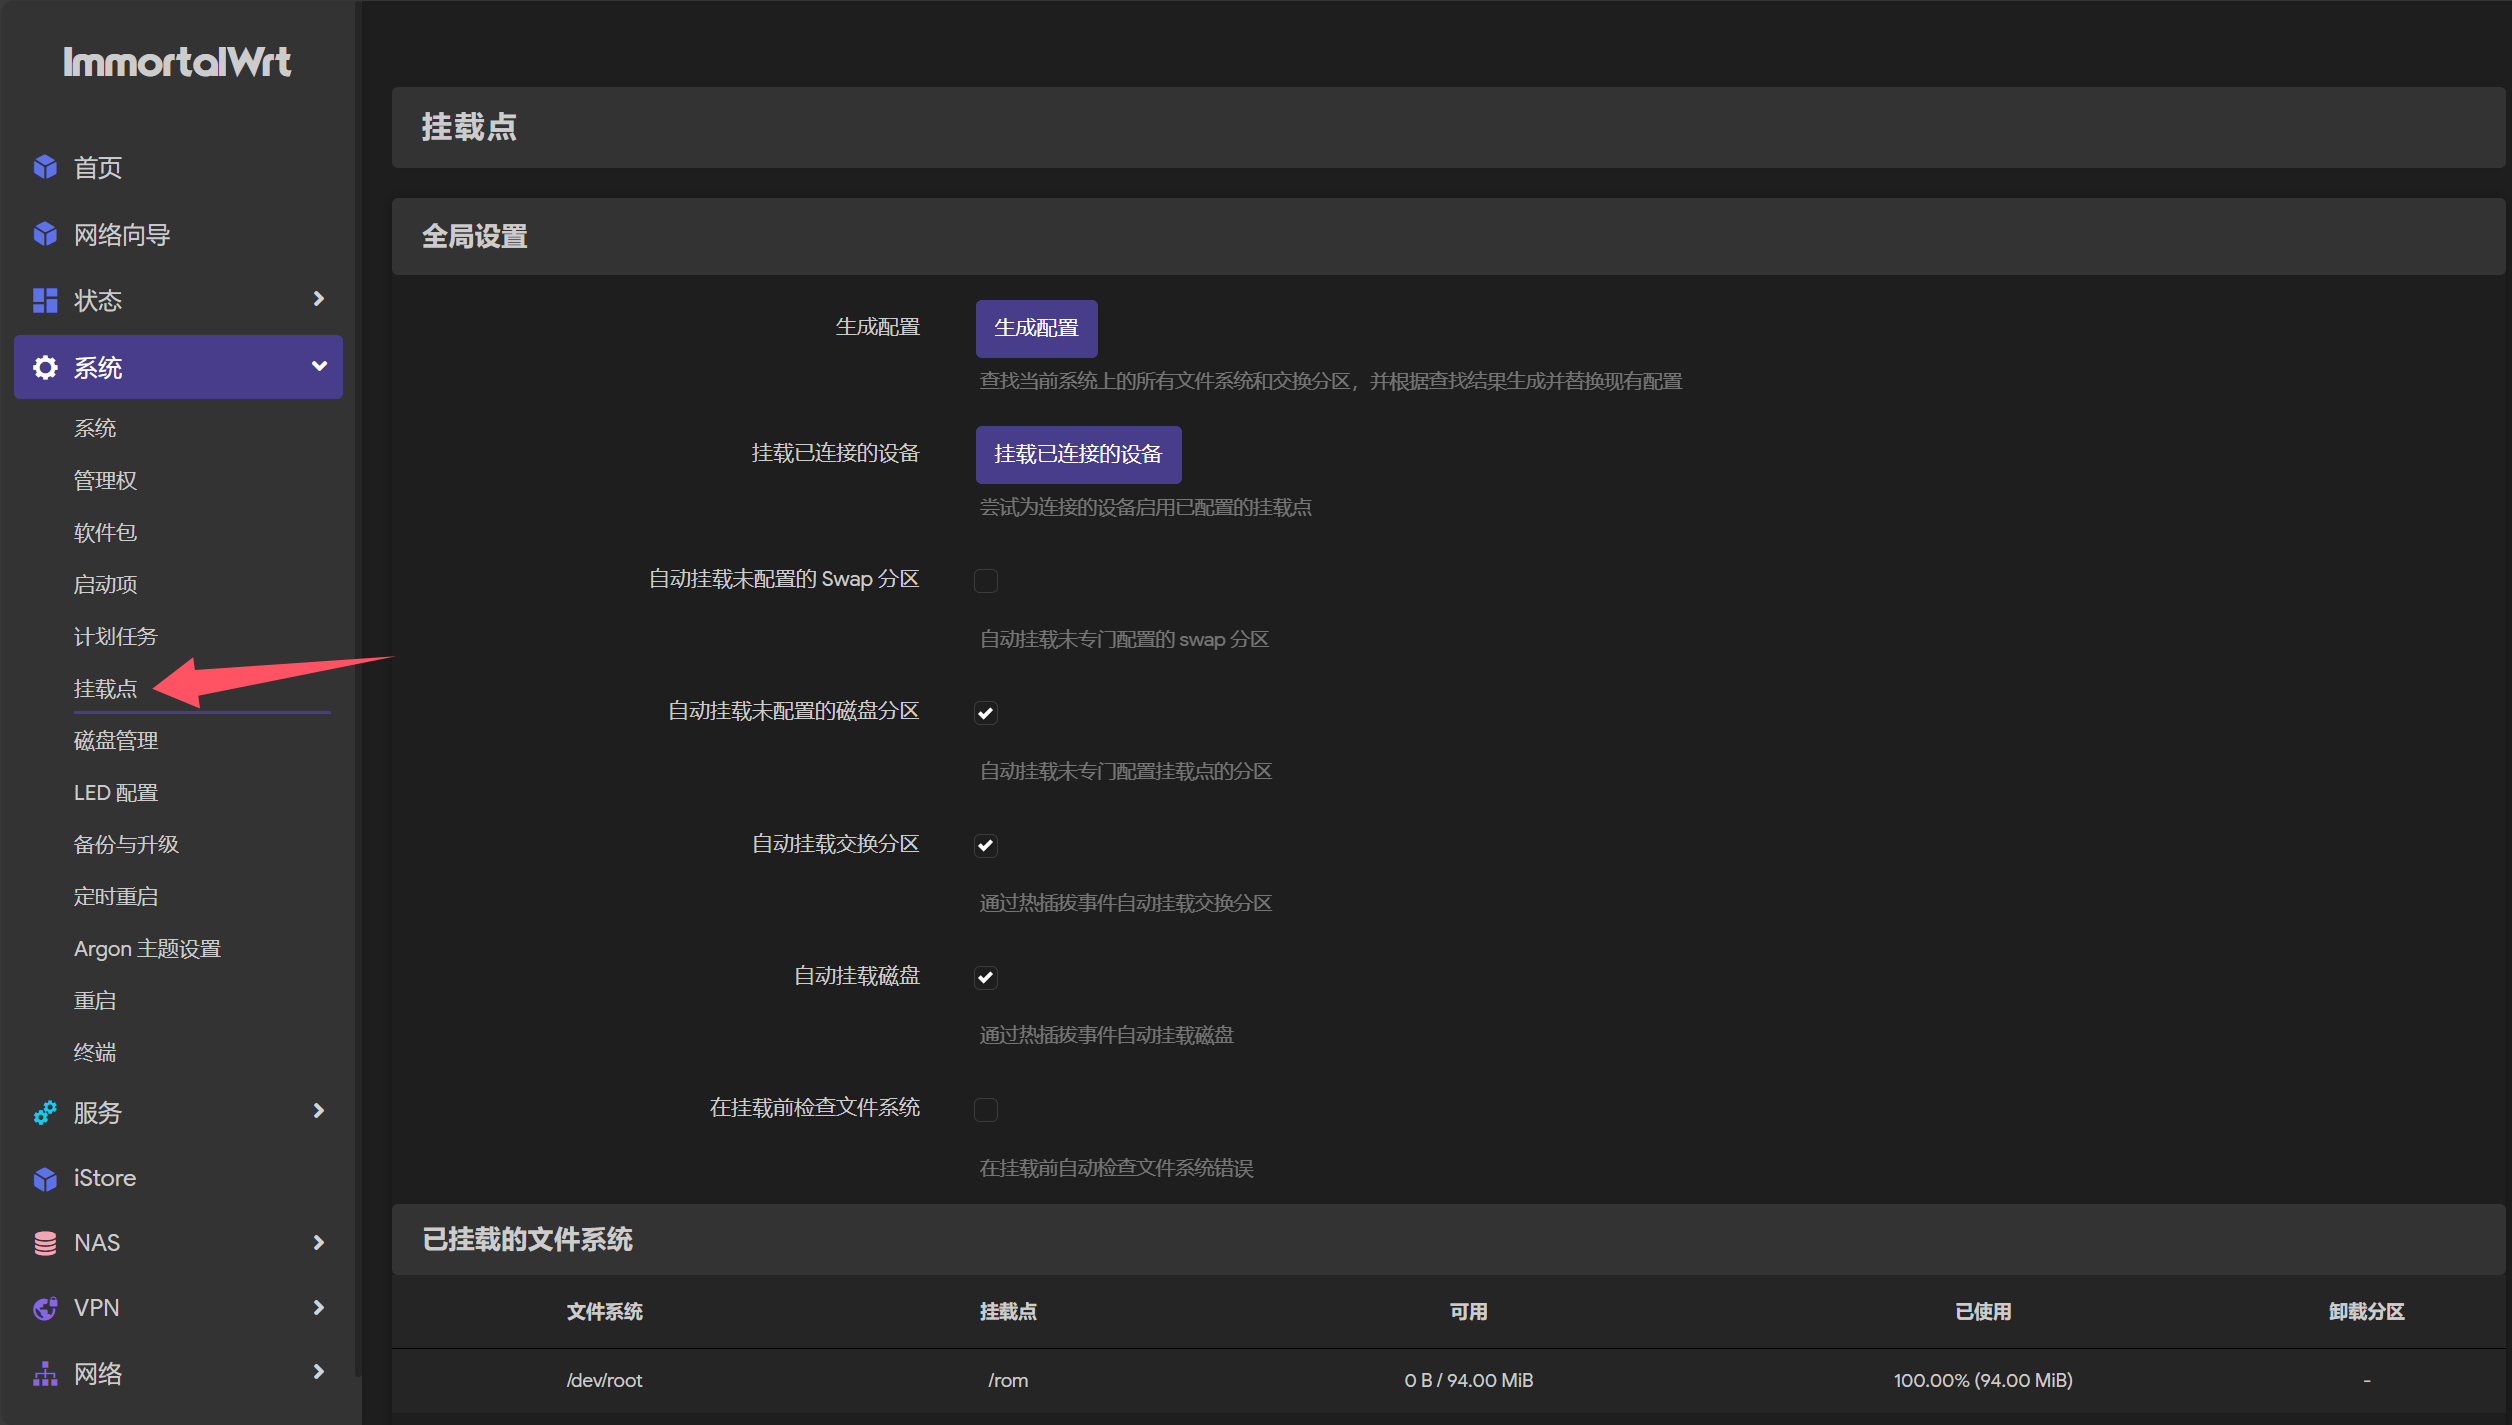 ImmortalWrt
首页
网络向导
状态
系统
系统
管理权
软件包
启动项
计划任务
挂载点
磁盘管理
LED 配置
备份与升级
定时重启
Argon 主题设置
重启
终端
服务
iStore
NAS
VPN
网络
挂载点
全局设置
生成配置 生成配置
查找当前系统上的所有文件系统和交换分区，并根据查找结果生成并替换现有配置
挂载已连接的设备 挂载已连接的设备
尝试为连接的设备启用已配置的挂载点
自动挂载未配置的 Swap 分区
自动挂载未专门配置的 swap 分区
自动挂载未配置的磁盘分区
自动挂载未专门配置挂载点的分区
自动挂载交换分区
通过热插拔事件自动挂载交换分区
自动挂载磁盘
通过热插拔事件自动挂载磁盘
在挂载前检查文件系统
在挂载前自动检查文件系统错误
已挂载的文件系统
文件系统 挂载点 可用 已使用 卸载分区
/dev/root /rom 0 B / 94.00 MiB 100.00% (94.00 MiB) -